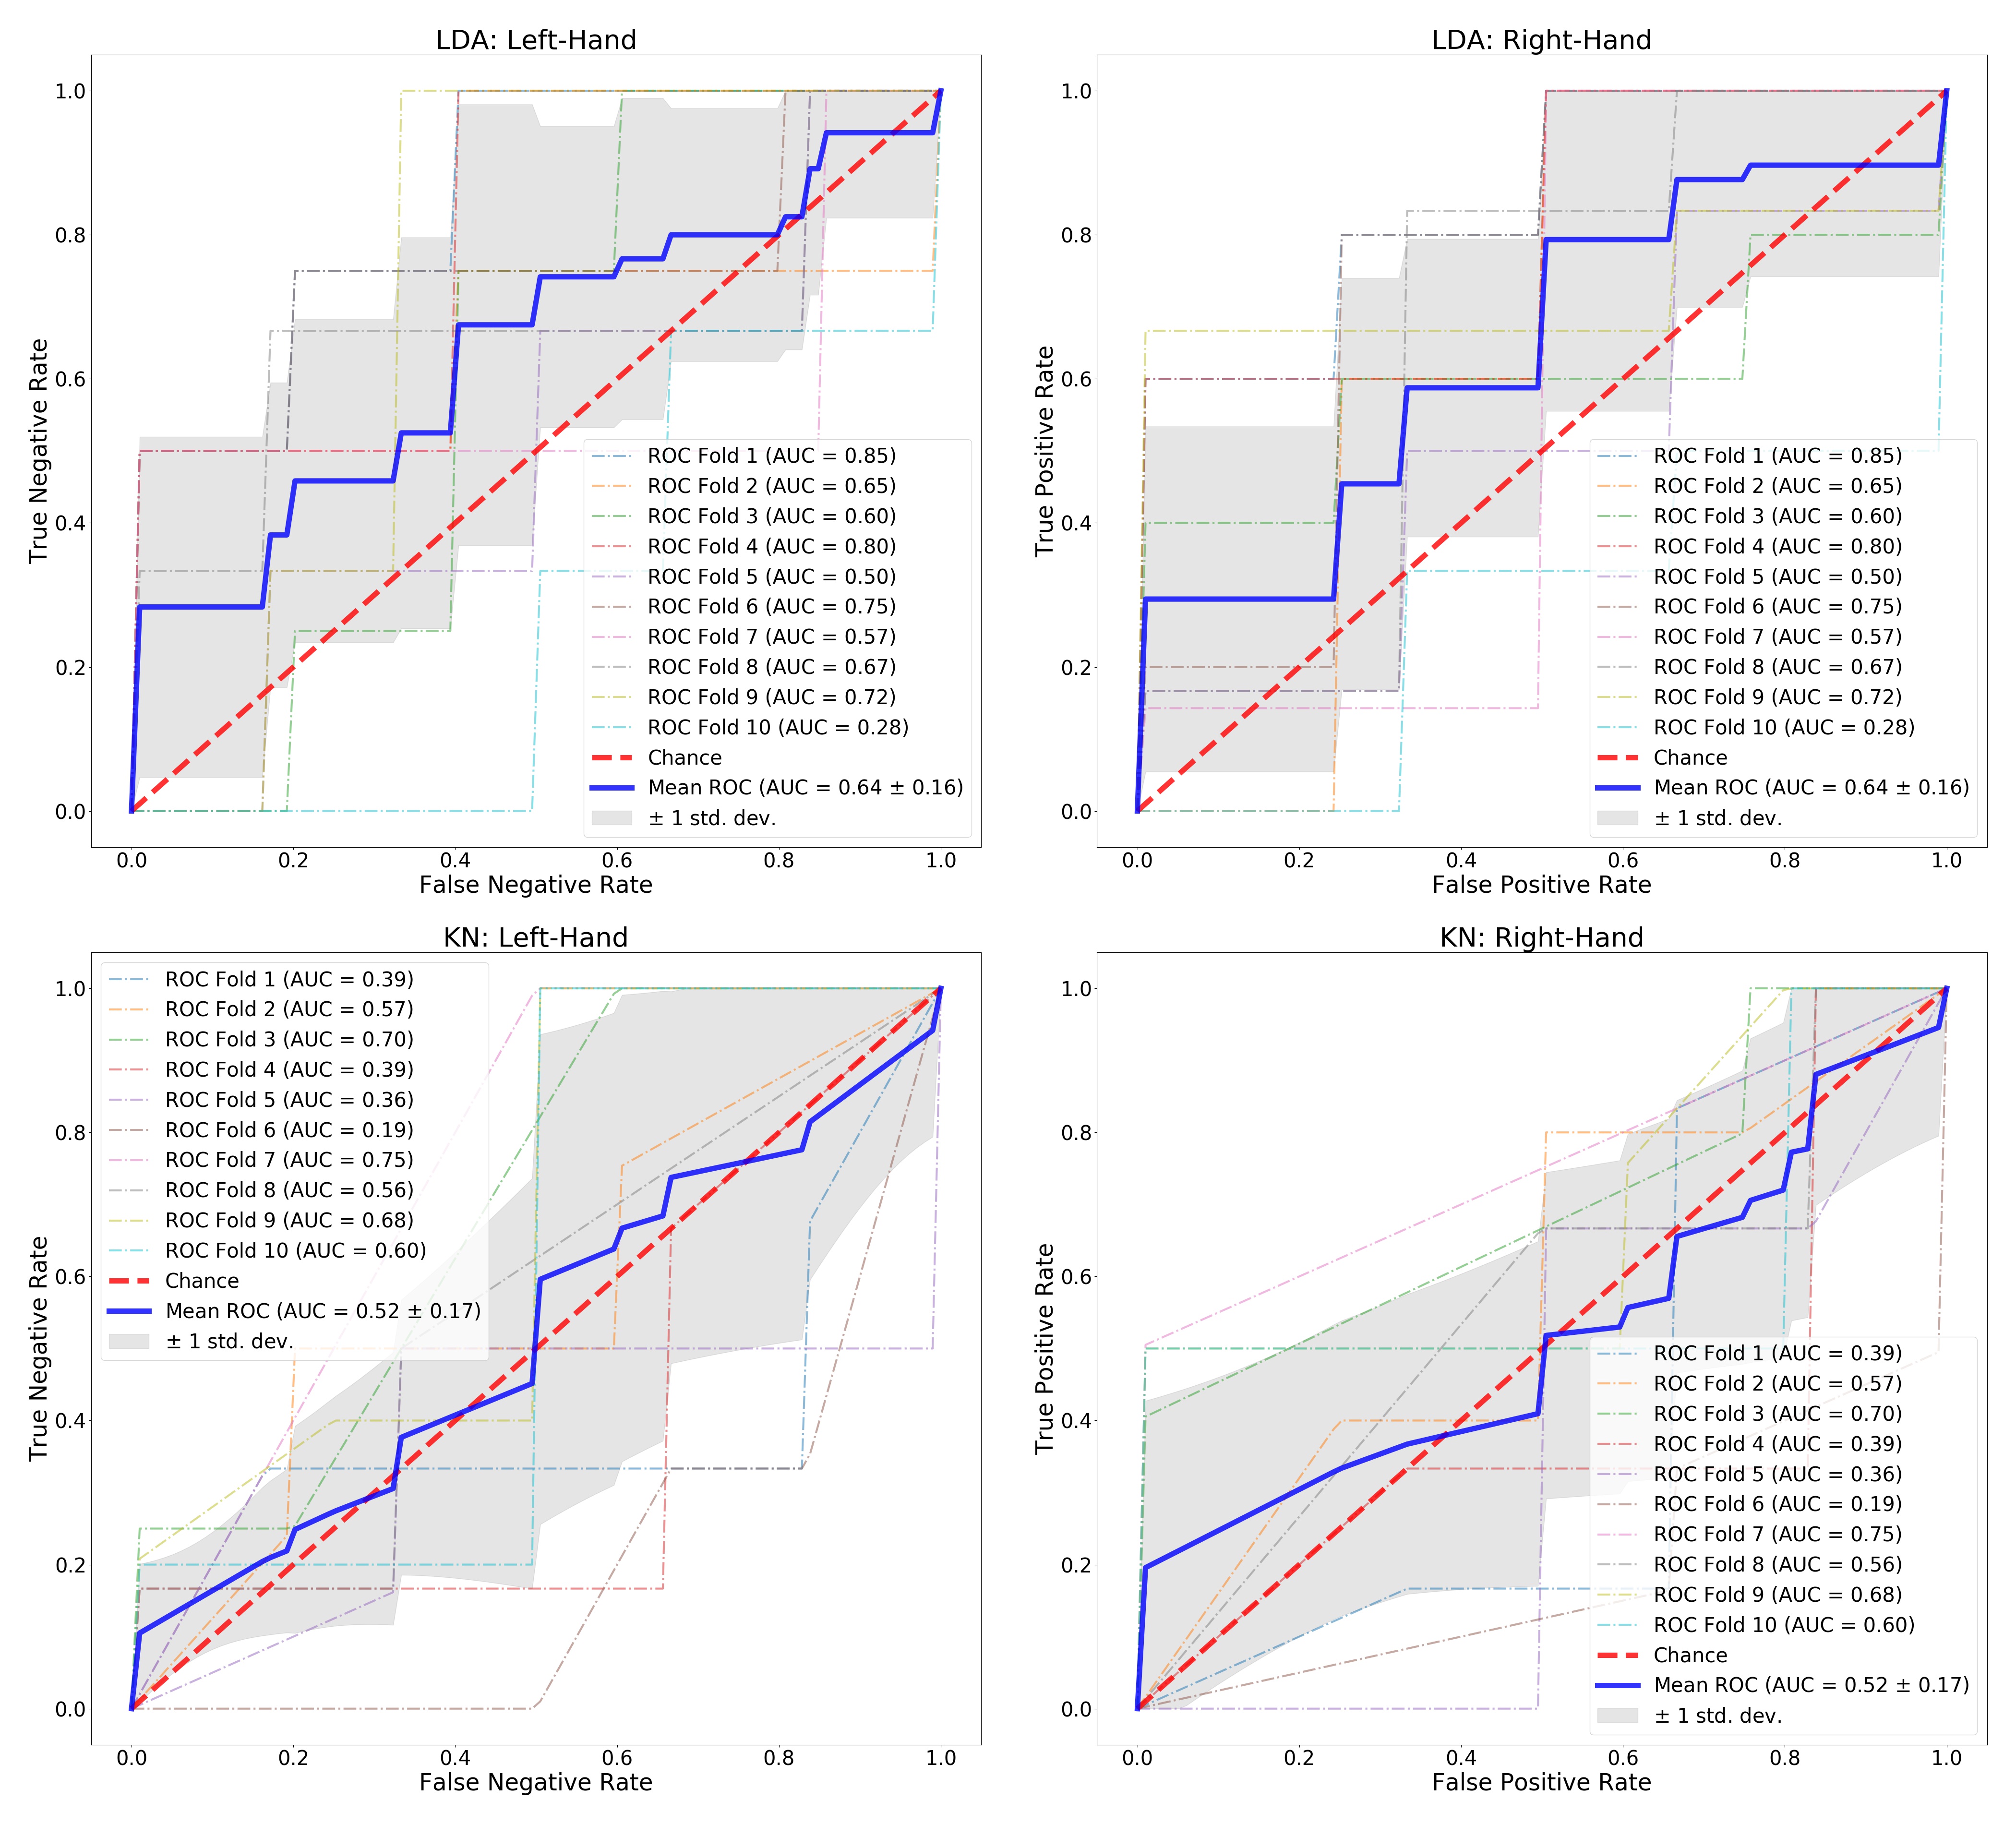 LDA: Left-Hand
True Negative Rate
1.0
0.8
0.6
0.4
0.2
0.0
ROC Fold 1 (AUC = 0.85)
ROC Fold 2 (AUC = 0.65)
ROC Fold 3 (AUC = 0.60)
ROC Fold 4 (AUC = 0.80)
ROC Fold 5 (AUC = 0.50)
ROC Fold 6 (AUC = 0.75)
ROC Fold 7 (AUC = 0.57)
ROC Fold 8 (AUC = 0.67)
ROC Fold 9 (AUC = 0.72)
ROC Fold 10 (AUC = 0.28)
Chance
Mean ROC (AUC = 0.64 ± 0.16)
± 1 std. dev.
0.0 0.2 0.4 0.6 0.8 1.0
False Negative Rate
LDA: Right-Hand
True Positive Rate
1.0
0.8
0.6
0.4
0.2
0.0
ROC Fold 1 (AUC = 0.85)
ROC Fold 2 (AUC = 0.65)
ROC Fold 3 (AUC = 0.60)
ROC Fold 4 (AUC = 0.80)
ROC Fold 5 (AUC = 0.50)
ROC Fold 6 (AUC = 0.75)
ROC Fold 7 (AUC = 0.57)
ROC Fold 8 (AUC = 0.67)
ROC Fold 9 (AUC = 0.72)
ROC Fold 10 (AUC = 0.28)
Chance
Mean ROC (AUC = 0.64 ± 0.16)
± 1 std. dev.
0.0 0.2 0.4 0.6 0.8 1.0
False Positive Rate
KN: Left-Hand
True Negative Rate
1.0
0.8
0.6
0.4
0.2
0.0
ROC Fold 1 (AUC = 0.39)
ROC Fold 2 (AUC = 0.57)
ROC Fold 3 (AUC = 0.70)
ROC Fold 4 (AUC = 0.39)
ROC Fold 5 (AUC = 0.36)
ROC Fold 6 (AUC = 0.19)
ROC Fold 7 (AUC = 0.75)
ROC Fold 8 (AUC = 0.56)
ROC Fold 9 (AUC = 0.68)
ROC Fold 10 (AUC = 0.60)
Chance
Mean ROC (AUC = 0.52 ± 0.17)
± 1 std. dev.
0.0 0.2 0.4 0.6 0.8 1.0
False Negative Rate
KN: Right-Hand
True Positive Rate
1.0
0.8
0.6
0.4
0.2
0.0
ROC Fold 1 (AUC = 0.39)
ROC Fold 2 (AUC = 0.57)
ROC Fold 3 (AUC = 0.70)
ROC Fold 4 (AUC = 0.39)
ROC Fold 5 (AUC = 0.36)
ROC Fold 6 (AUC = 0.19)
ROC Fold 7 (AUC = 0.75)
ROC Fold 8 (AUC = 0.56)
ROC Fold 9 (AUC = 0.68)
ROC Fold 10 (AUC = 0.60)
Chance
Mean ROC (AUC = 0.52 ± 0.17)
± 1 std. dev.
0.0 0.2 0.4 0.6 0.8 1.0
False Positive Rate